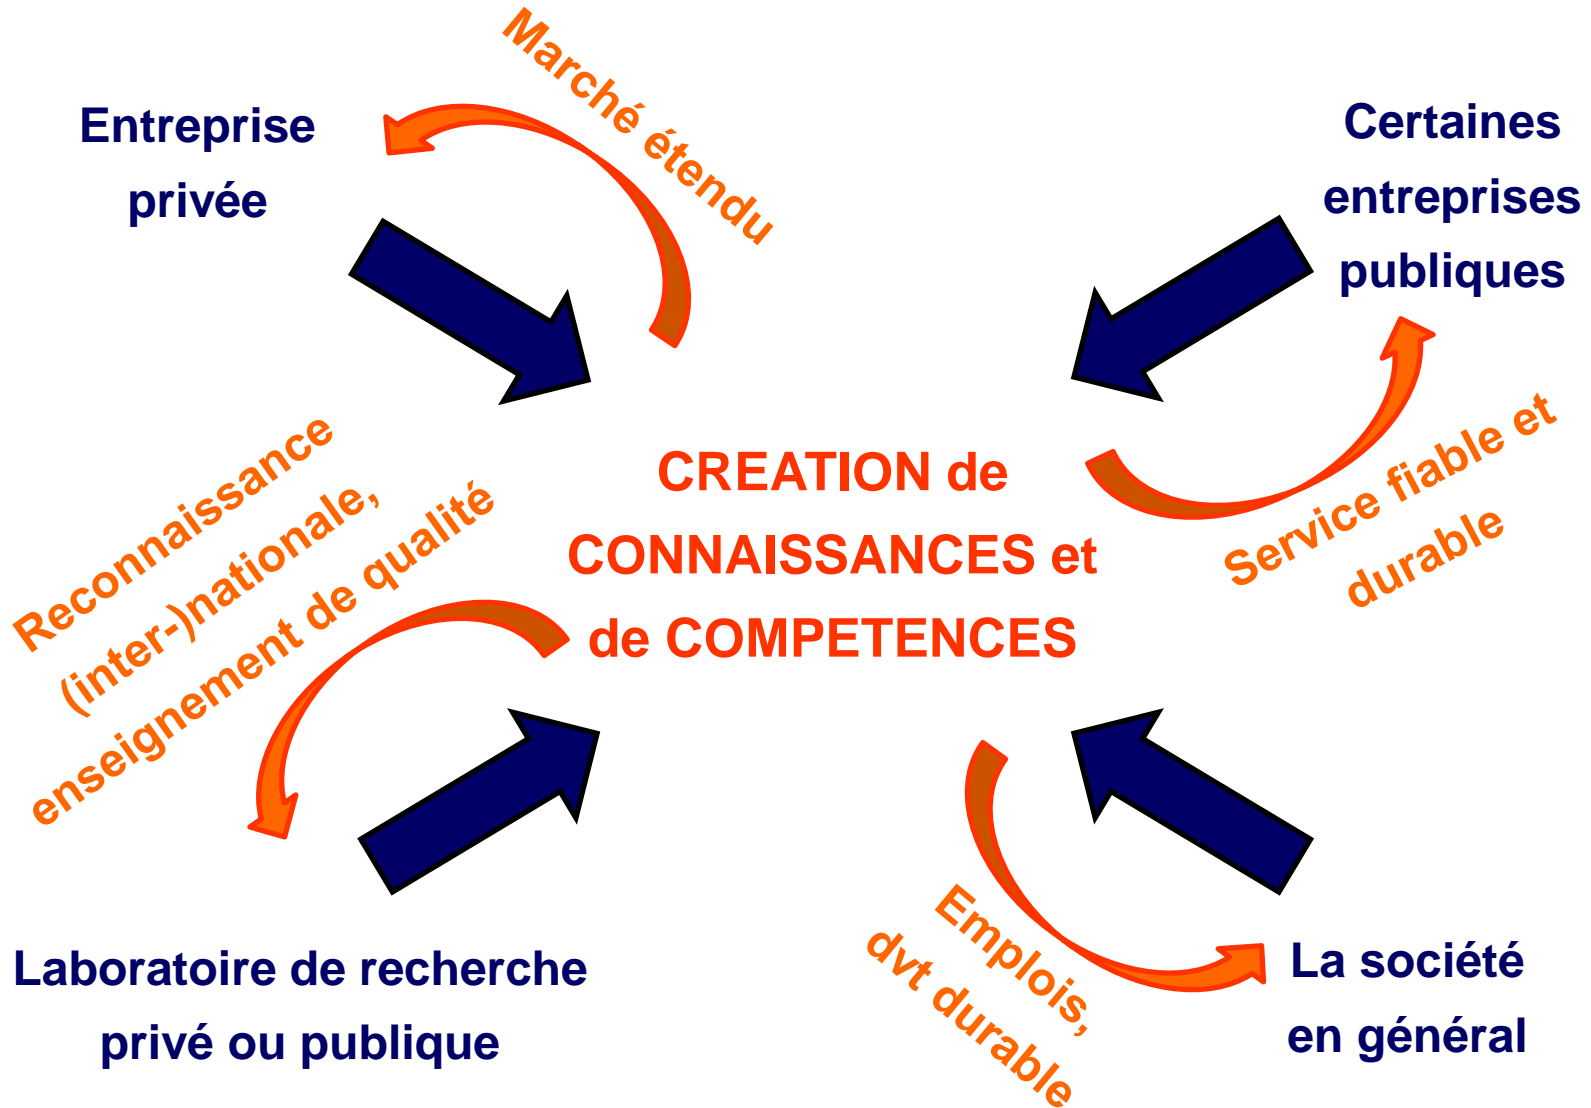 Entreprise
privée
Marché étendu
Certaines
entreprises
publiques
Reconnaissance
(inter-)nationale,
enseignement de qualité
CREATION de
CONNAISSANCES et
de COMPETENCES
Service fiable et
durable
Laboratoire de recherche
privé ou publique
Emplois,
dvt durable
La société
en général